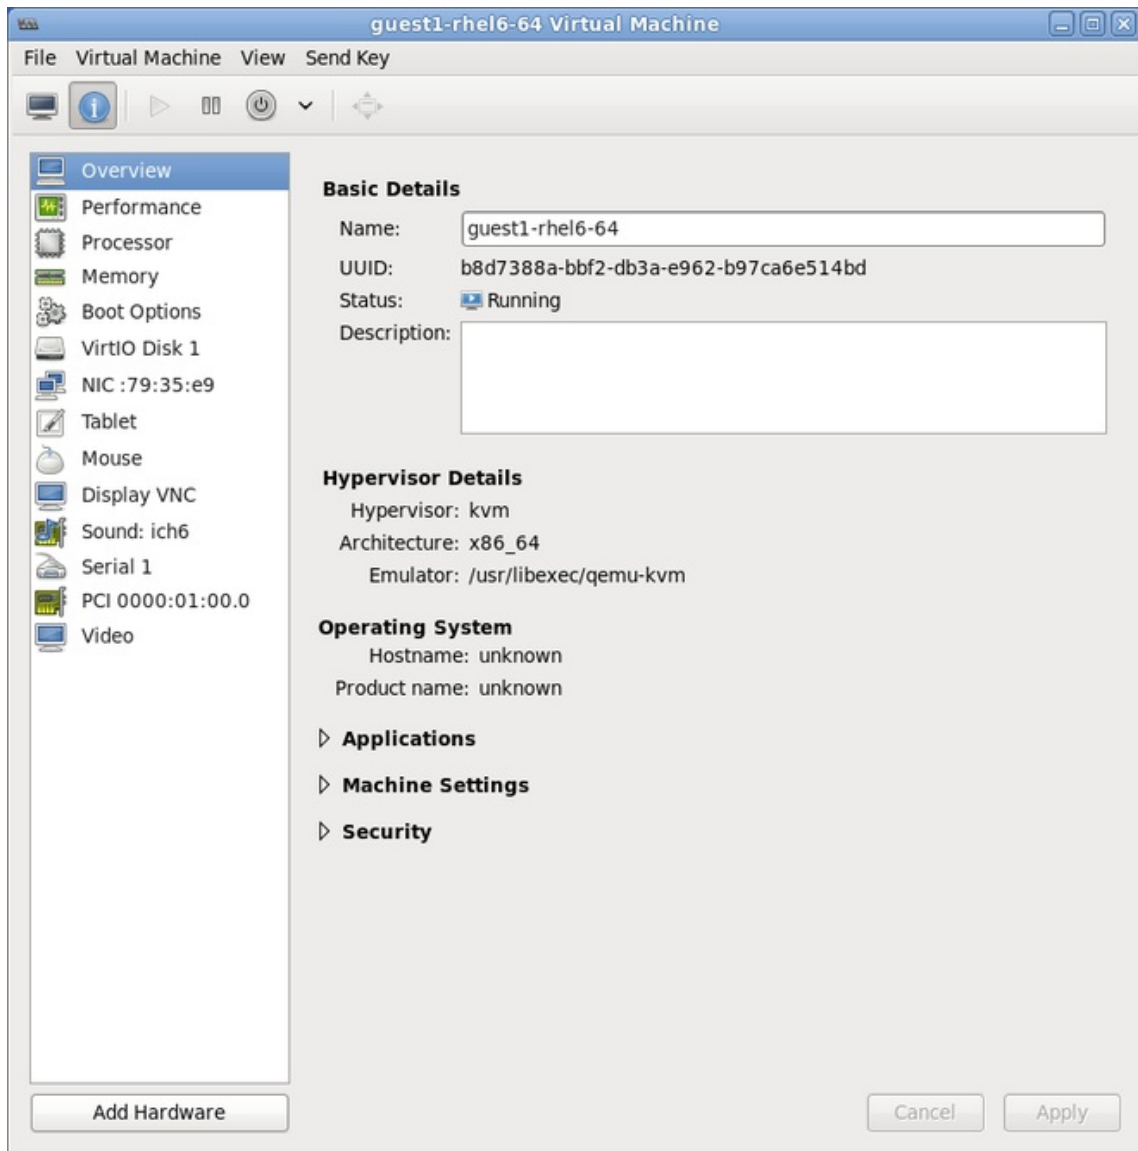 guest1-rhel6-64 Virtual Machine
File Virtual Machine View Send Key
Overview
Performance
Processor
Memory
Boot Options
VirtIO Disk 1
NIC :79:35:e9
Tablet
Mouse
Display VNC
Sound: ich6
Serial 1
PCI 0000:01:00.0
Video
Add Hardware
Basic Details
Name: guest1-rhel6-64
UUID: b8d7388a-bbf2-db3a-e962-b97ca6e514bd
Status: Running
Description:
Hypervisor Details
Hypervisor: kvm
Architecture: x86_64
Emulator: /usr/libexec/qemu-kvm
Operating System
Hostname: unknown
Product name: unknown
Applications
Machine Settings
Security
Cancel Apply